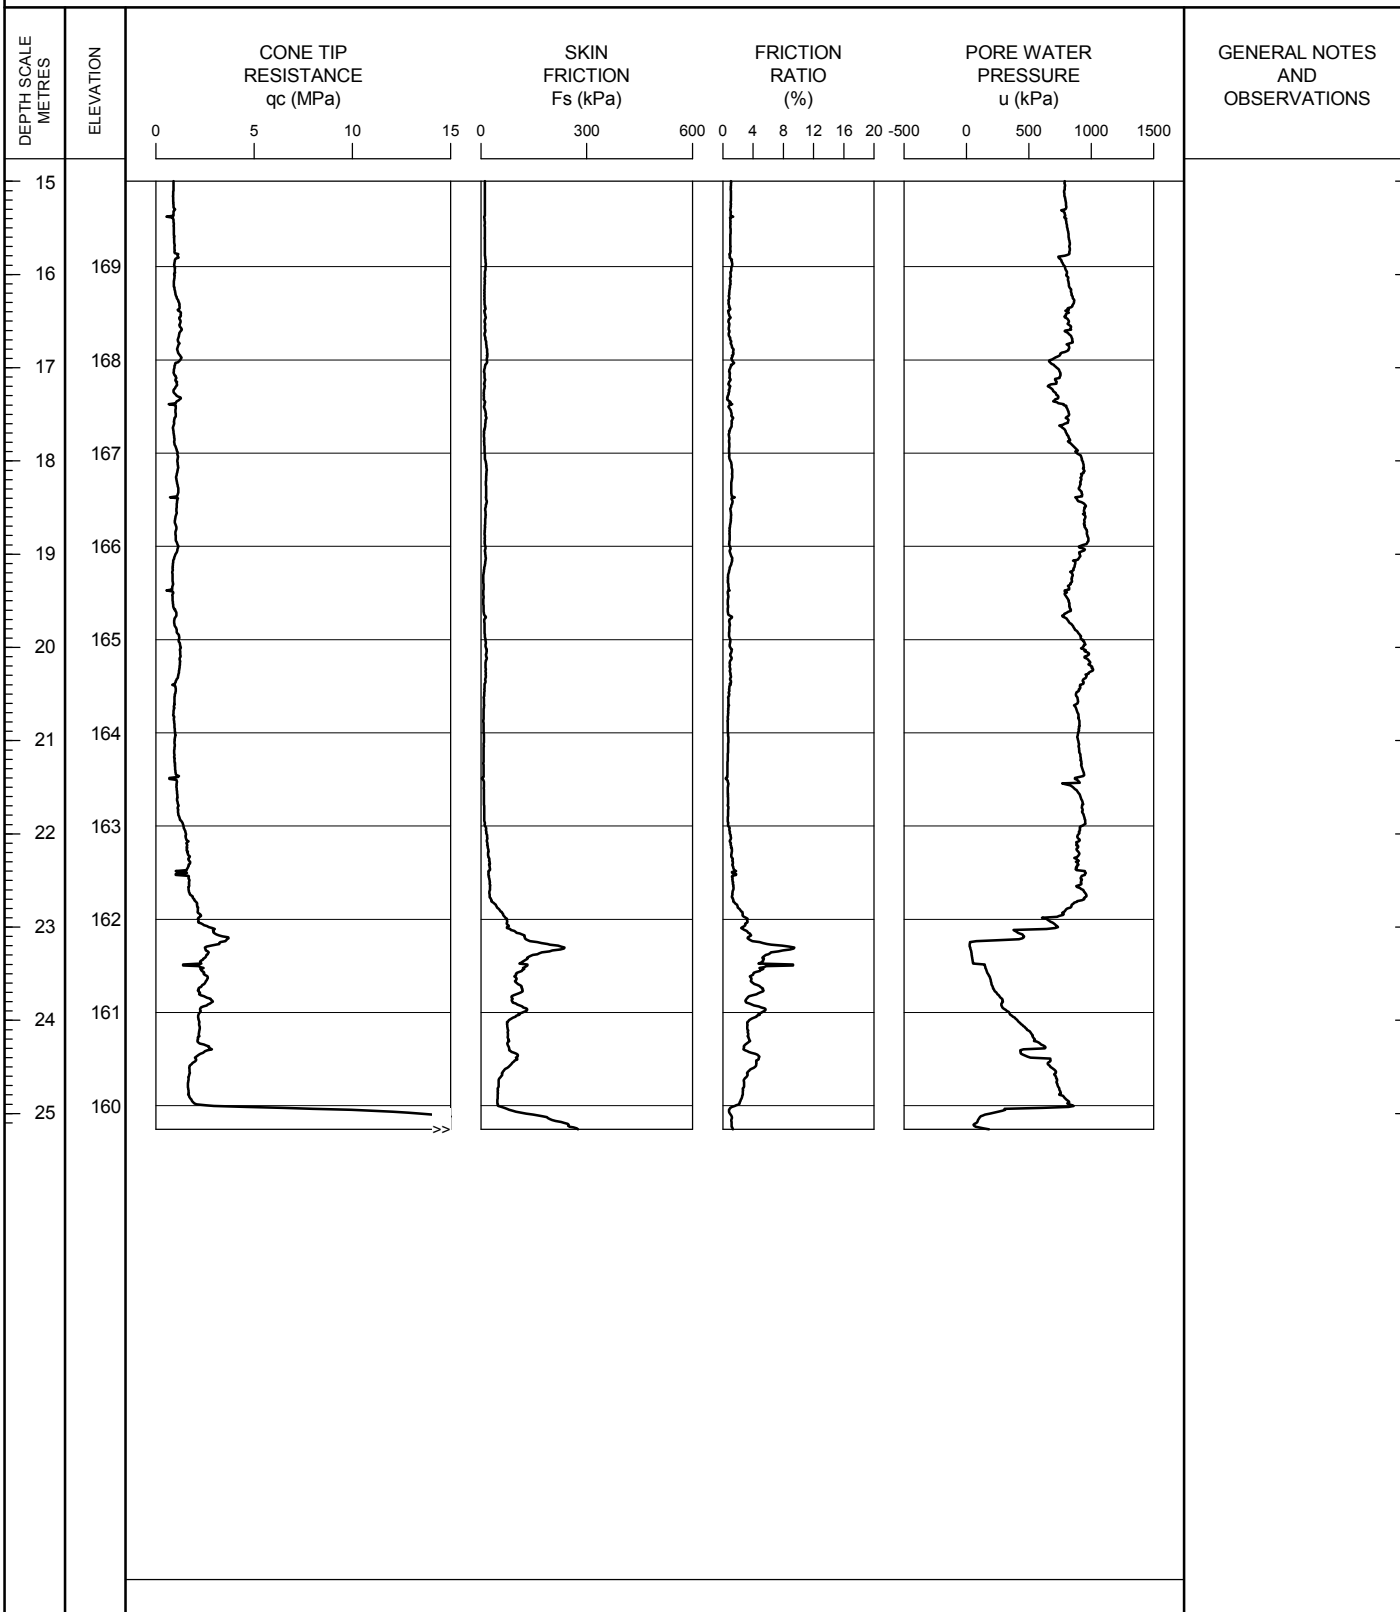 DEPTH SCALE
METRES
ELEVATION
CONE TIP
RESISTANCE
qc (MPa)
SKIN
FRICTION
Fs (kPa)
FRICTION
RATIO
(%)
PORE WATER
PRESSURE
u (kPa)
GENERAL NOTES
AND
OBSERVATIONS
0 5 10 15
0 300 600
0 4 8 12 16 20
-500 0 500 1000 1500
15
169
16
168
17
167
18
166
19
165
20
164
21
163
22
162
23
161
24
160
25
>>